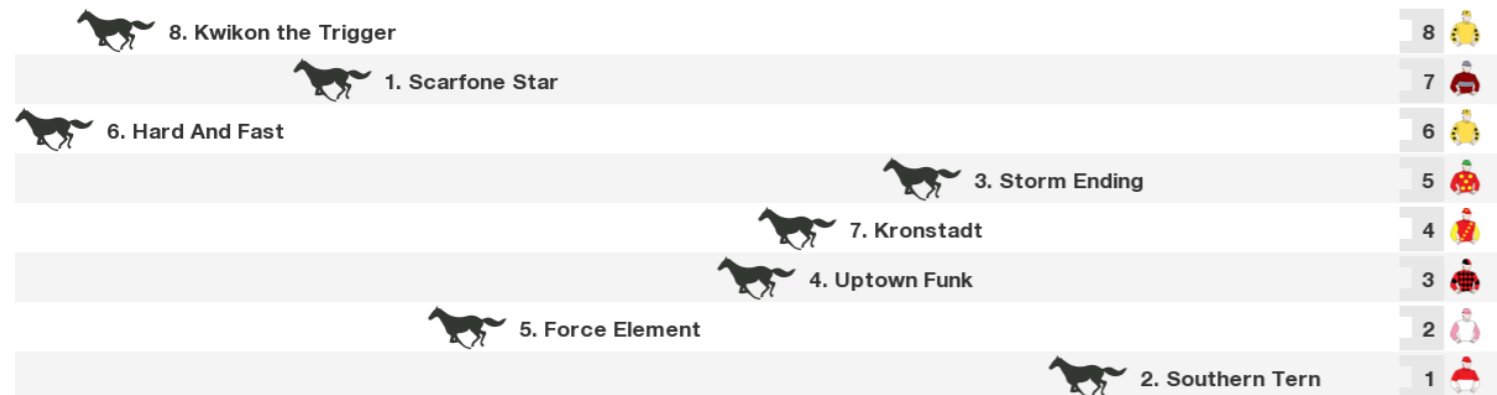 8. Kwikon the Trigger 8
1. Scarfone Star 7
6. Hard And Fast 6
3. Storm Ending 5
7. Kronstadt 4
4. Uptown Funk 3
5. Force Element 2
2. Southern Tern 1